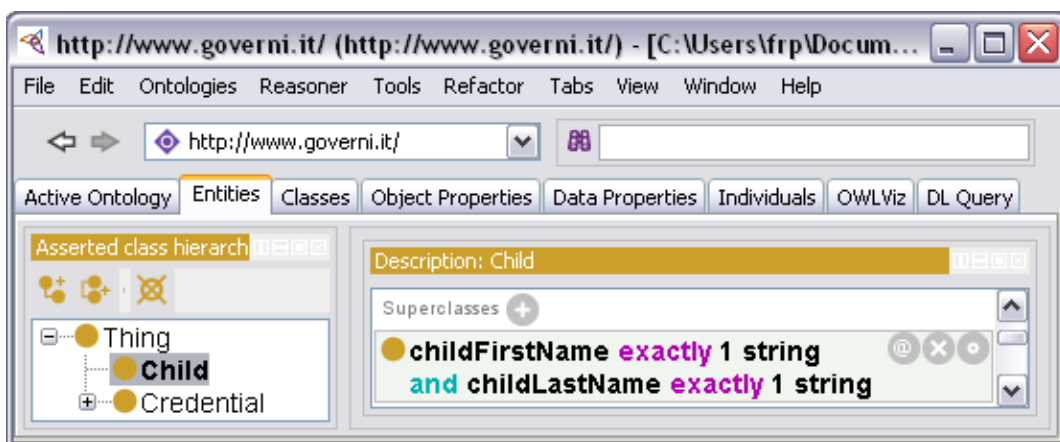 http://www.governi.it/ (http://www.governi.it/) - [C:\Users\frp\Docum...
File Edit Ontologies Reasoner Tools Refactor Tabs View Window Help
http://www.governi.it/
Active Ontology Entities Classes Object Properties Data Properties Individuals OWLViz DL Query
Asserted class hierarch
Description: Child
Superclasses
Thing
Child
Credential
childFirstName exactly 1 string
and childLastName exactly 1 string